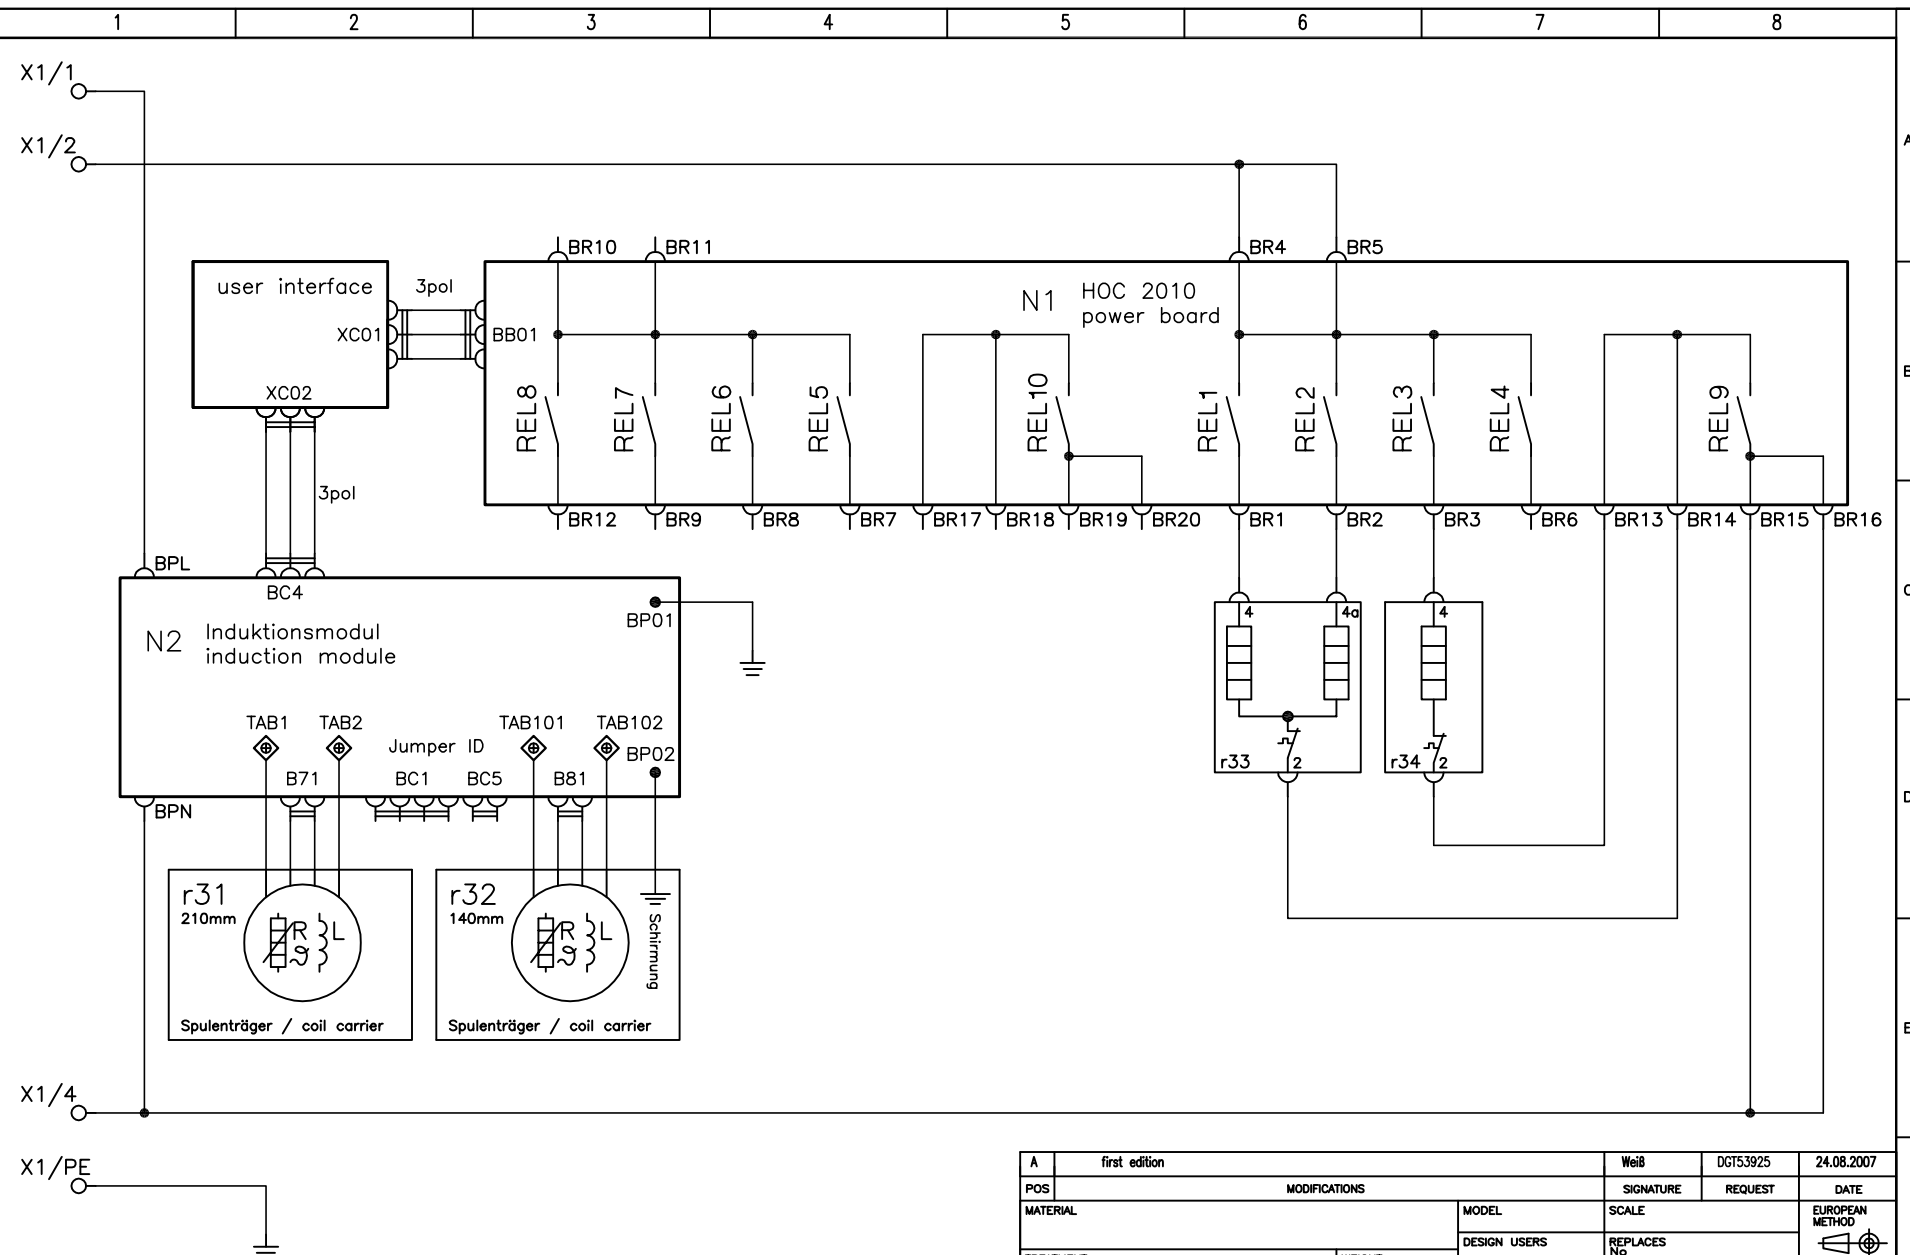 1 2 3 4 5 6 7 8
X1/1
X1/2
A
BR10 BR11 BR4 BR5
user interface 3pol
N1 HOC 2010
power board
XC01 BB01
XC02
REL8 REL7 REL6 REL5 REL10 REL1 REL2 REL3 REL4 REL9
B
3pol
BR12 BR9 BR8 BR7 BR17 BR18 BR19 BR20 BR1 BR2 BR3 BR6 BR13 BR14 BR15 BR16
BPL
BC4
C
N2 Induktionsmodul
induction module
BP01
4 4a 4
TAB1 TAB2 TAB101 TAB102
Jumper ID
BP02
r33 2 r34 2
B71 BC1 BC5 B81
D
BPN
r31
210mm
R L
ϑ
r32
140mm
R L
ϑ
Schirmung
Spulenträger / coil carrier
Spulenträger / coil carrier
E
X1/4
X1/PE
A first edition Weiß DGT53925 24.08.2007
POS MODIFICATIONS SIGNATURE REQUEST DATE
MATERIAL MODEL SCALE EUROPEAN
METHOD
DESIGN USERS REPLACES
No